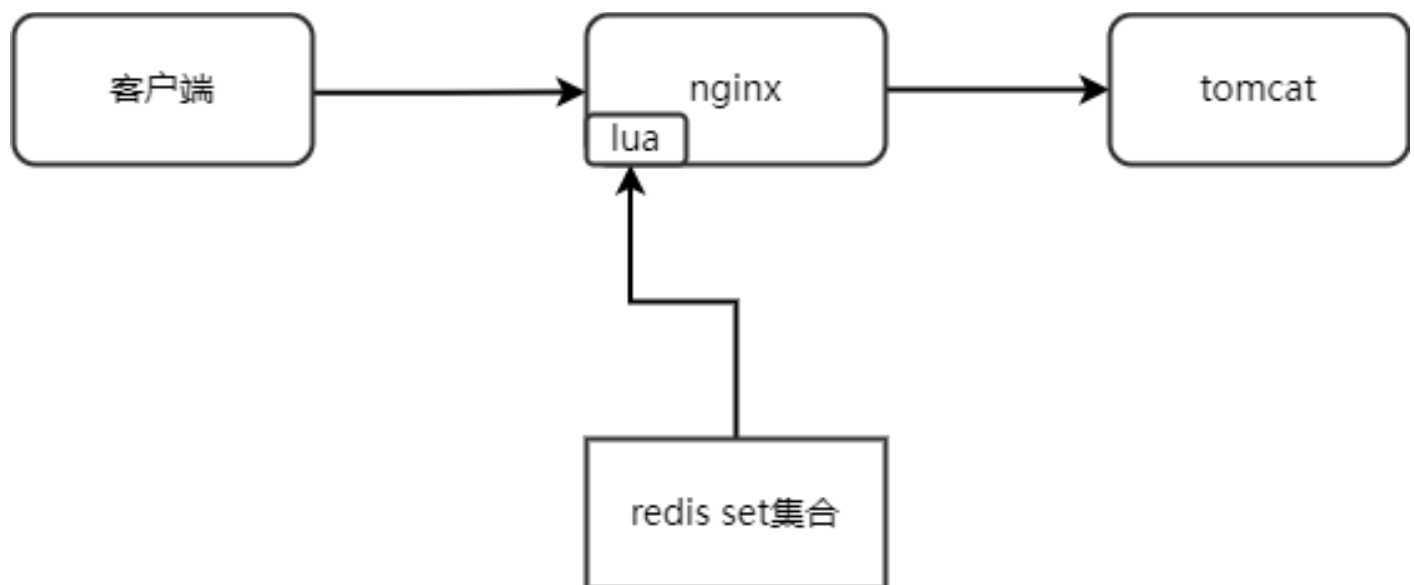 客户端
nginx
tomcat
lua
redis set集合